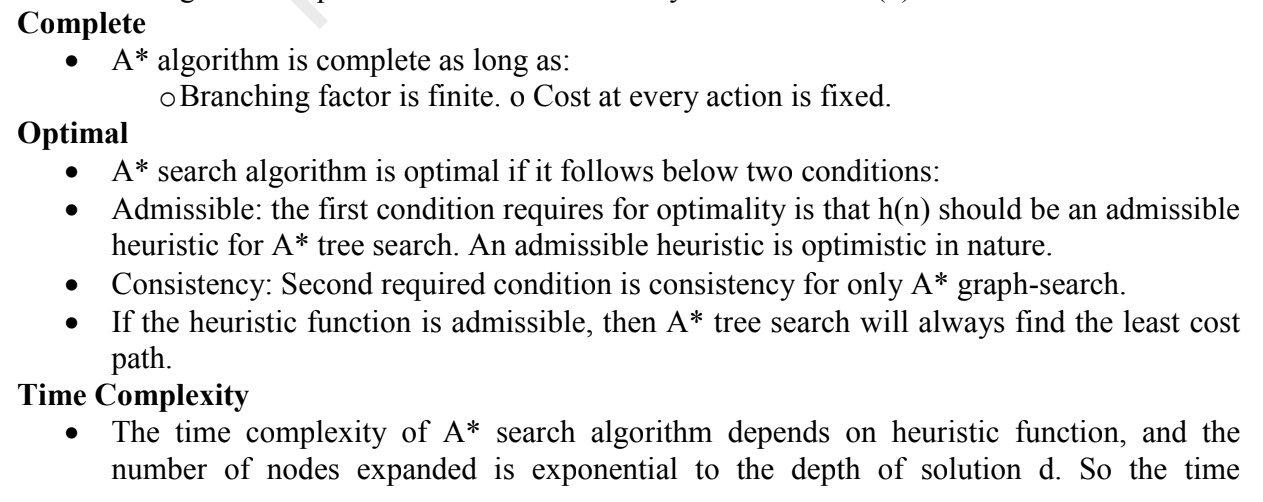 Complete
• A* algorithm is complete as long as:
o Branching factor is finite. o Cost at every action is fixed.
Optimal
• A* search algorithm is optimal if it follows below two conditions:
• Admissible: the first condition requires for optimality is that h(n) should be an admissible
heuristic for A* tree search. An admissible heuristic is optimistic in nature.
• Consistency: Second required condition is consistency for only A* graph-search.
• If the heuristic function is admissible, then A* tree search will always find the least cost
path.
Time Complexity
• The time complexity of A* search algorithm depends on heuristic function, and the
number of nodes expanded is exponential to the depth of solution d. So the time